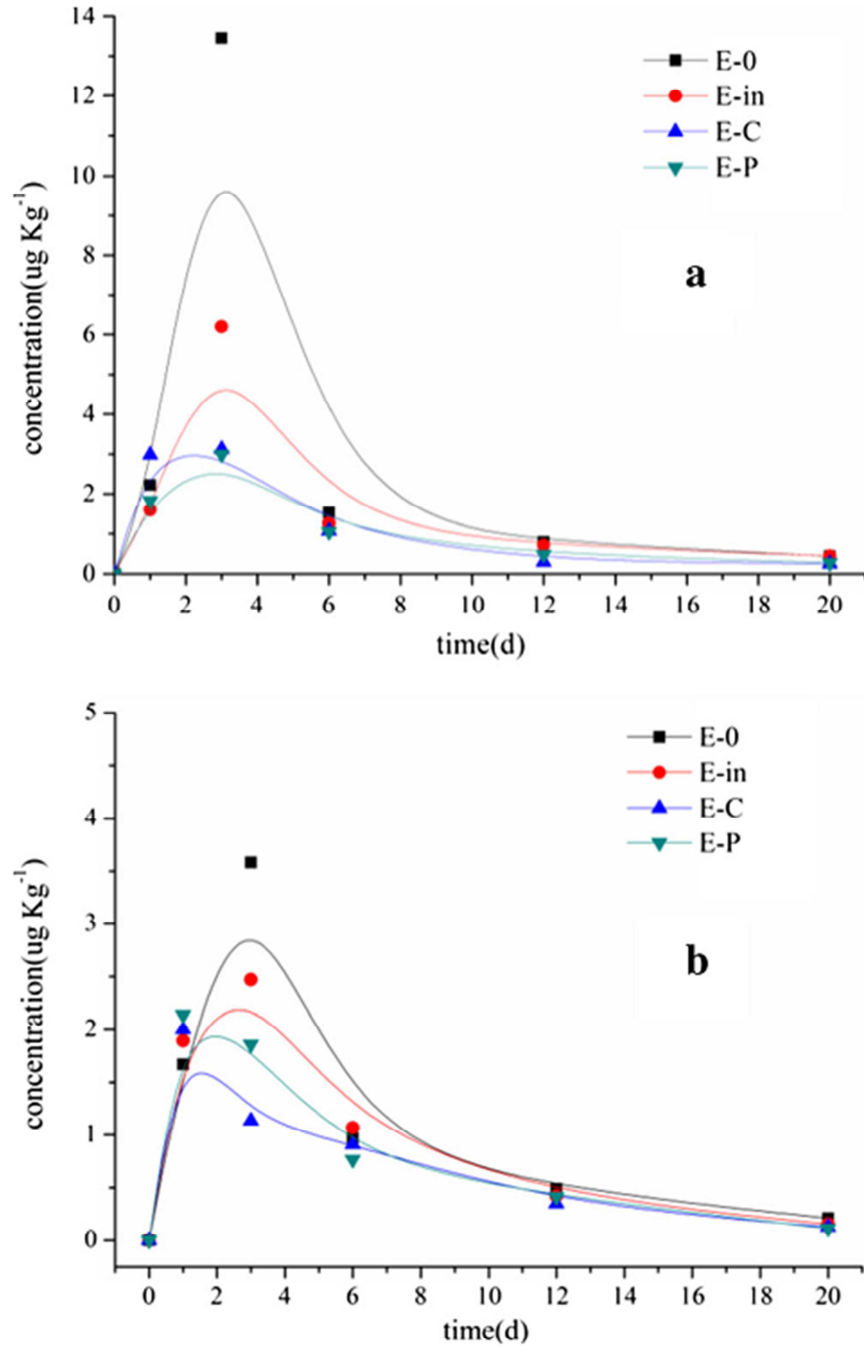 14
12
10
8
6
4
2
0
concentration(ug Kg-1)
E-0
E-in
E-C
E-P
a
0 2 4 6 8 10 12 14 16 18 20
time(d)
5
4
3
2
1
0
concentration(ug Kg-1)
E-0
E-in
E-C
E-P
b
0 2 4 6 8 10 12 14 16 18 20
time(d)